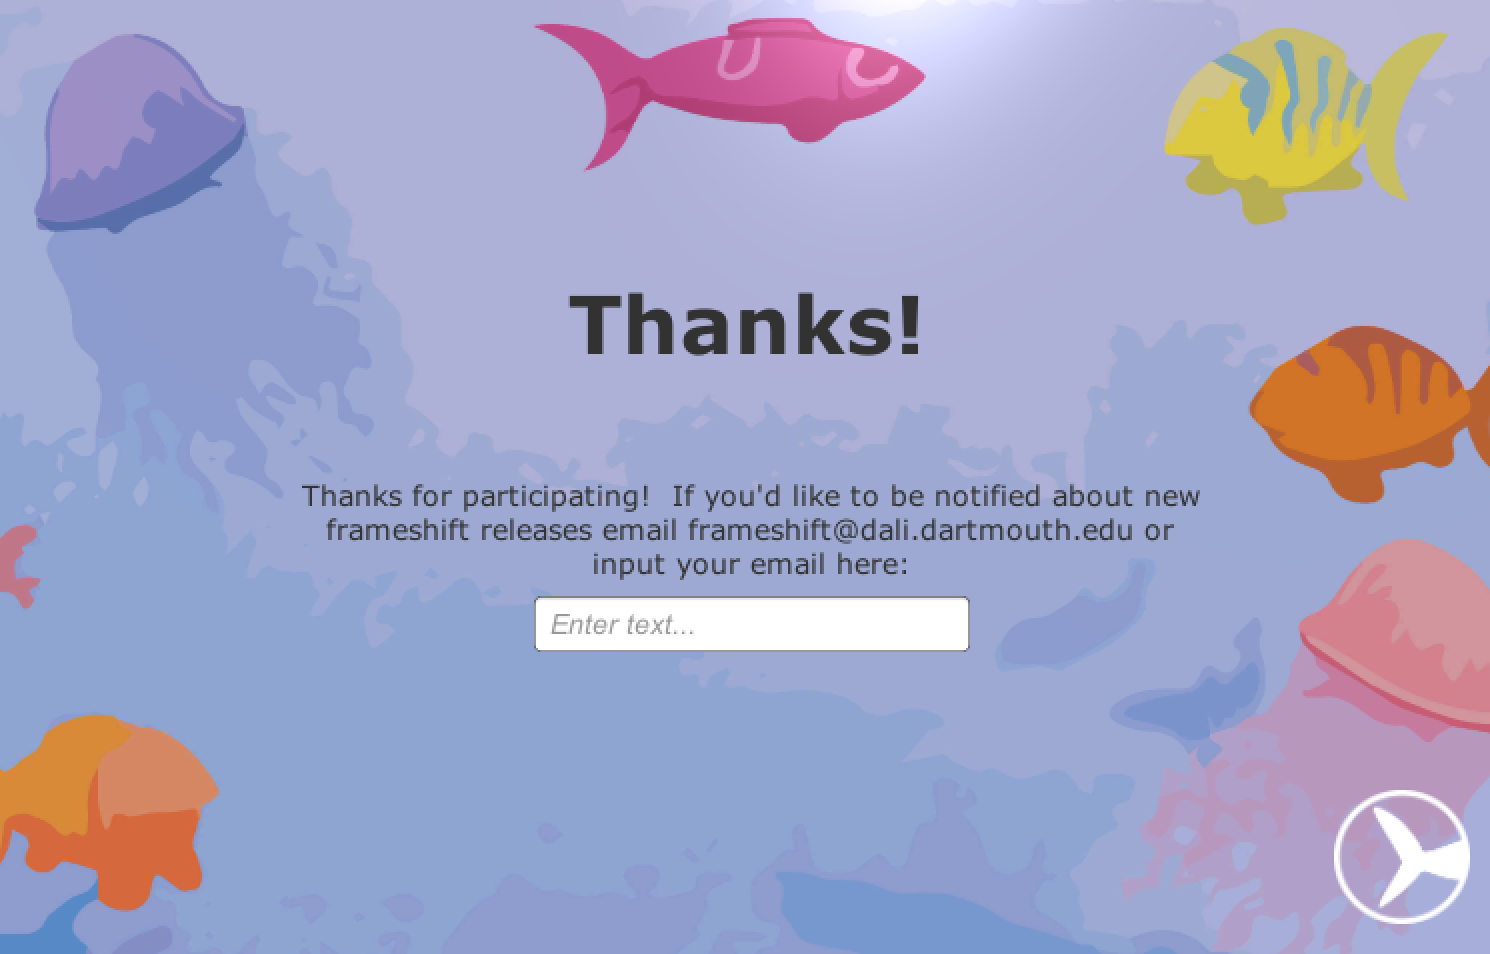 Thanks!
Thanks for participating!  If you'd like to be notified about new
frameshift releases email frameshift@dali.dartmouth.edu or
input your email here:
Enter text...